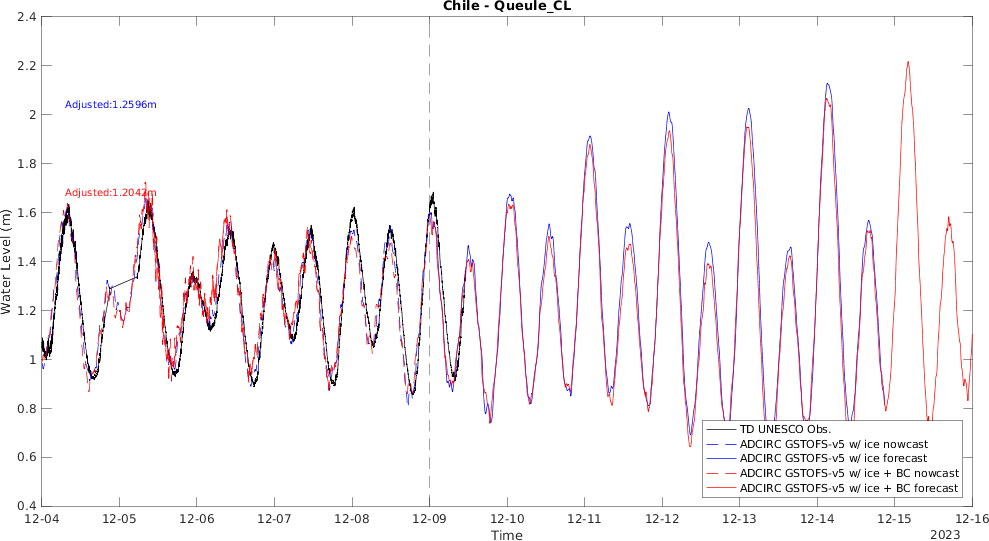 Chile - Queule_CL
2.4
2.2
2
1.8
1.6
1.4
1.2
1
0.8
0.6
0.4
Water Level (m)
Adjusted:1.2596m
Adjusted:1.2042m
TD UNESCO Obs.
ADCIRC GSTOFS-v5 w/ ice nowcast
ADCIRC GSTOFS-v5 w/ ice forecast
ADCIRC GSTOFS-v5 w/ ice + BC nowcast
ADCIRC GSTOFS-v5 w/ ice + BC forecast
12-04 12-05 12-06 12-07 12-08 12-09 12-10 12-11 12-12 12-13 12-14 12-15 12-16
Time
2023